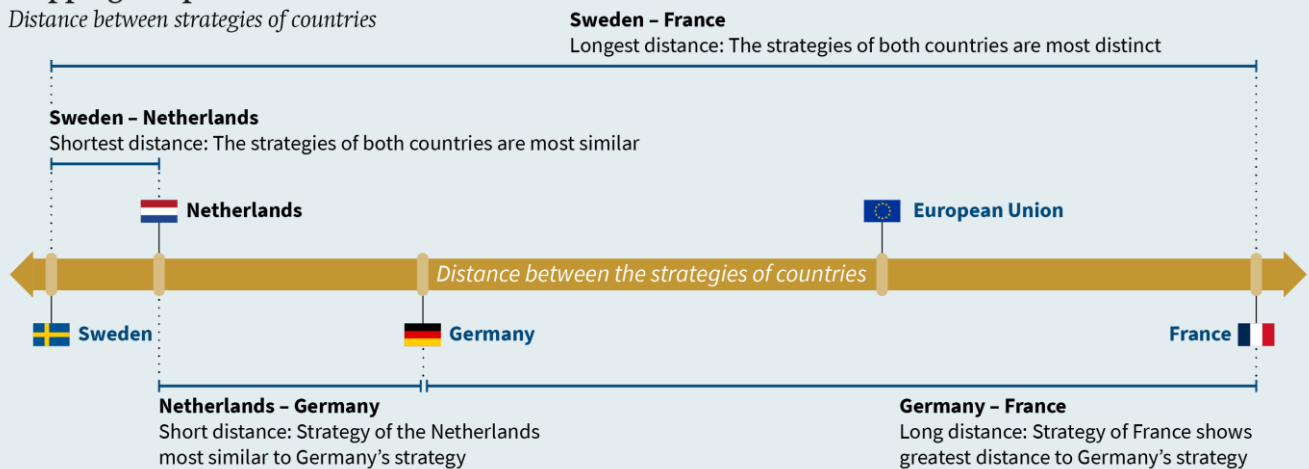 Distance between strategies of countries
Sweden – France
Longest distance: The strategies of both countries are most distinct
Sweden – Netherlands
Shortest distance: The strategies of both countries are most similar
Netherlands
European Union
Distance between the strategies of countries
Sweden
Germany
France
Netherlands – Germany
Short distance: Strategy of the Netherlands
most similar to Germany’s strategy
Germany – France
Long distance: Strategy of France shows
greatest distance to Germany’s strategy